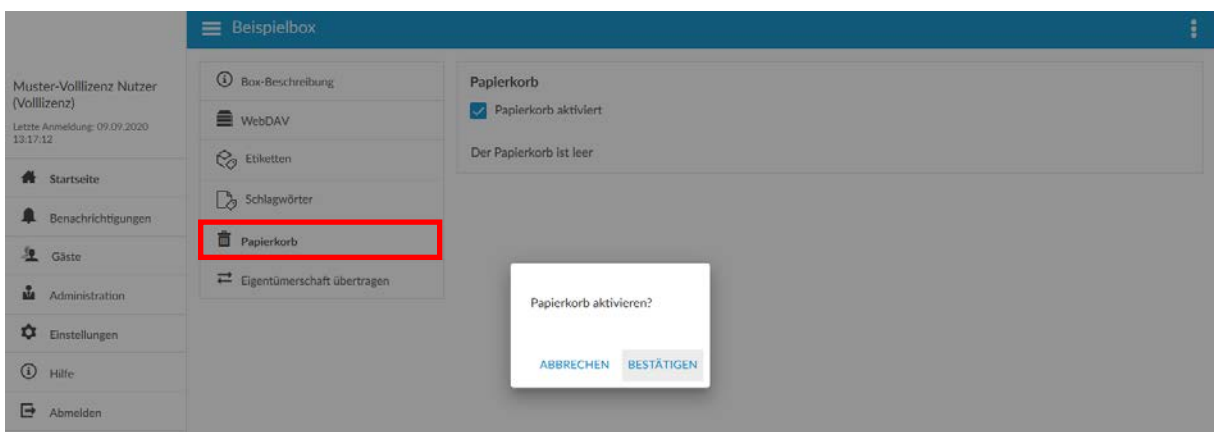 Beispielbox
Muster-Volllizenz Nutzer
(Volllizenz)
Letzte Anmeldung: 09.09.2020
13:17:12
Startseite
Benachrichtigungen
Gäste
Administration
Einstellungen
Hilfe
Abmelden
Box-Beschreibung
WebDAV
Etiketten
Schlagwörter
Papierkorb
Eigentümerschaft übertragen
Papierkorb
Papierkorb aktiviert
Der Papierkorb ist leer
Papierkorb aktivieren?
ABBRECHEN BESTÄTIGEN